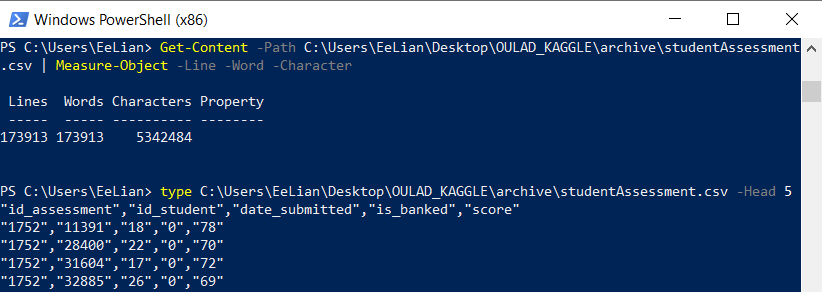 Windows PowerShell (x86)
PS C:\Users\EeLian> Get-Content -Path C:\Users\EeLian\Desktop\OULAD_KAGGLE\archive\studentAssessment
.csv | Measure-Object -Line -Word -Character
Lines Words Characters Property
----- ----- ---------- --------
173913 173913 5342484
PS C:\Users\EeLian> type C:\Users\EeLian\Desktop\OULAD_KAGGLE\archive\studentAssessment.csv -Head 5
"id_assessment","id_student","date_submitted","is_banked","score"
"1752","11391","18","0","78"
"1752","28400","22","0","70"
"1752","31604","17","0","72"
"1752","32885","26","0","69"